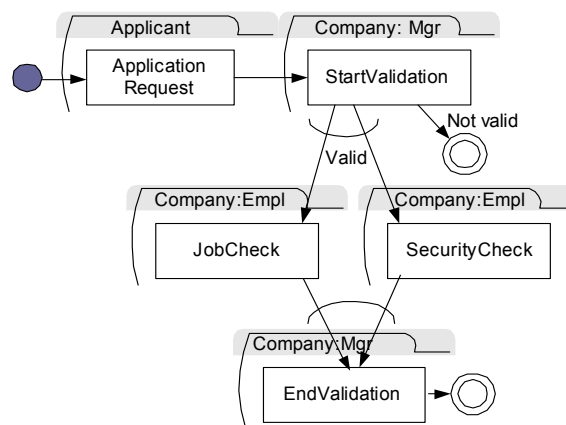 Applicant
Company: Mgr
Application
Request
StartValidation
Not valid
Valid
Company:Empl
Company:Empl
JobCheck
SecurityCheck
Company:Mgr
EndValidation